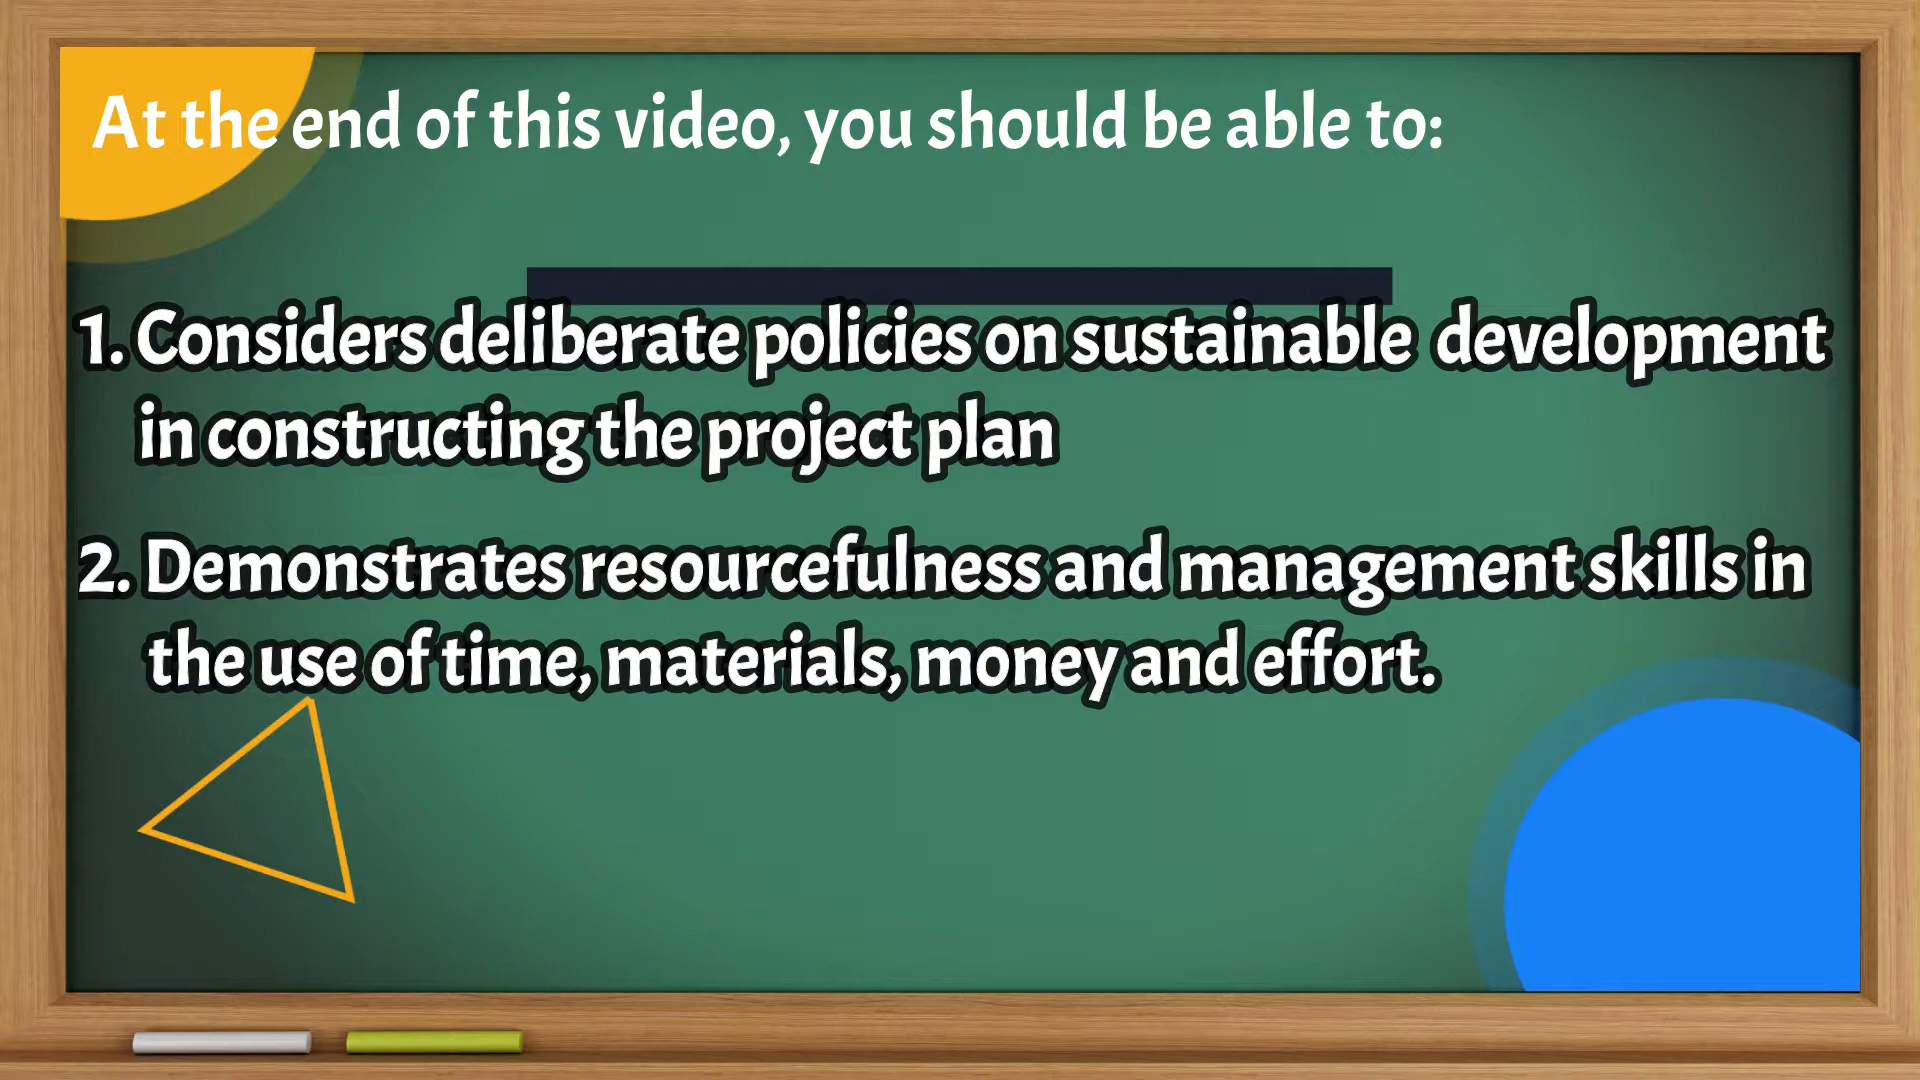 At the end of this video, you should be able to:
1. Considers deliberate policies on sustainable development
in constructing the project plan
2. Demonstrates resourcefulness and management skills in
the use of time, materials, money and effort.